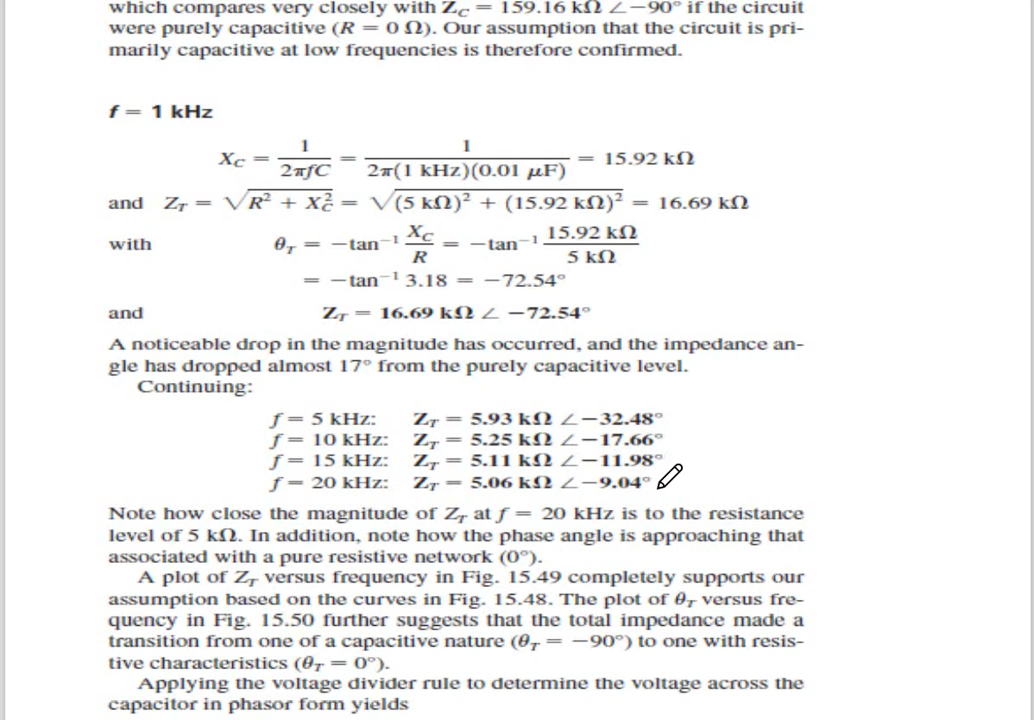 which compares very closely with Z_C = 159.16 kΩ ∠−90° if the circuit
were purely capacitive (R = 0 Ω). Our assumption that the circuit is pri-
marily capacitive at low frequencies is therefore confirmed.
f = 1 kHz
X_C = 1/(2πfC) = 1/(2π(1 kHz)(0.01 μF)) = 15.92 kΩ
and Z_T = √(R² + X_C²) = √((5 kΩ)² + (15.92 kΩ)²) = 16.69 kΩ
with θ_T = −tan⁻¹ X_C/R = −tan⁻¹ 15.92 kΩ/5 kΩ
= −tan⁻¹ 3.18 = −72.54°
and Z_T = 16.69 kΩ ∠ −72.54°
A noticeable drop in the magnitude has occurred, and the impedance an-
gle has dropped almost 17° from the purely capacitive level.
Continuing:
f = 5 kHz: Z_T = 5.93 kΩ ∠−32.48°
f = 10 kHz: Z_T = 5.25 kΩ ∠−17.66°
f = 15 kHz: Z_T = 5.11 kΩ ∠−11.98°
f = 20 kHz: Z_T = 5.06 kΩ ∠−9.04°
Note how close the magnitude of Z_T at f = 20 kHz is to the resistance
level of 5 kΩ. In addition, note how the phase angle is approaching that
associated with a pure resistive network (0°).
A plot of Z_T versus frequency in Fig. 15.49 completely supports our
assumption based on the curves in Fig. 15.48. The plot of θ_T versus fre-
quency in Fig. 15.50 further suggests that the total impedance made a
transition from one of a capacitive nature (θ_T = −90°) to one with resis-
tive characteristics (θ_T = 0°).
Applying the voltage divider rule to determine the voltage across the
capacitor in phasor form yields